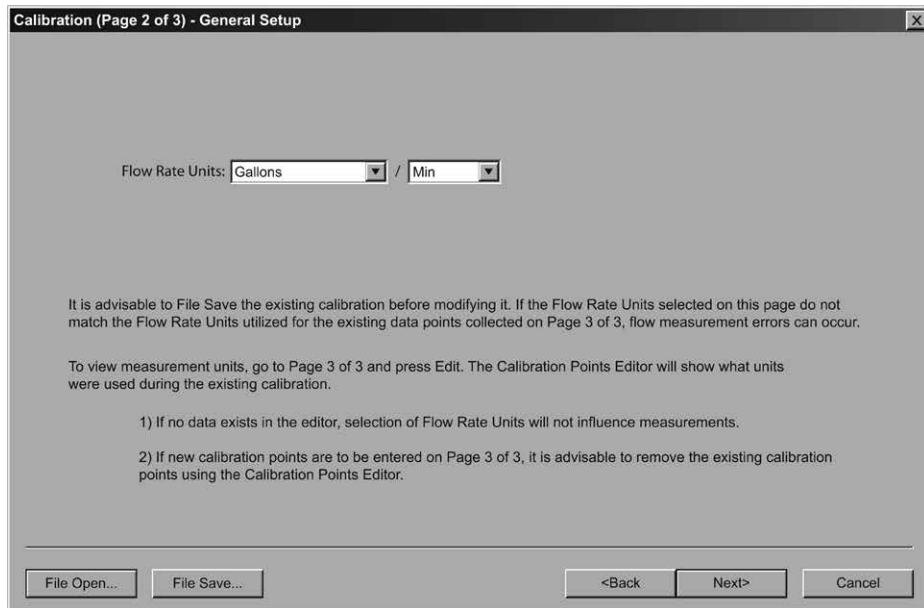 Calibration (Page 2 of 3) - General Setup
X
Flow Rate Units: Gallons / Min
It is advisable to File Save the existing calibration before modifying it. If the Flow Rate Units selected on this page do not
match the Flow Rate Units utilized for the existing data points collected on Page 3 of 3, flow measurement errors can occur.
To view measurement units, go to Page 3 of 3 and press Edit. The Calibration Points Editor will show what units
were used during the existing calibration.
1) If no data exists in the editor, selection of Flow Rate Units will not influence measurements.
2) If new calibration points are to be entered on Page 3 of 3, it is advisable to remove the existing calibration
points using the Calibration Points Editor.
File Open... File Save... <Back Next> Cancel